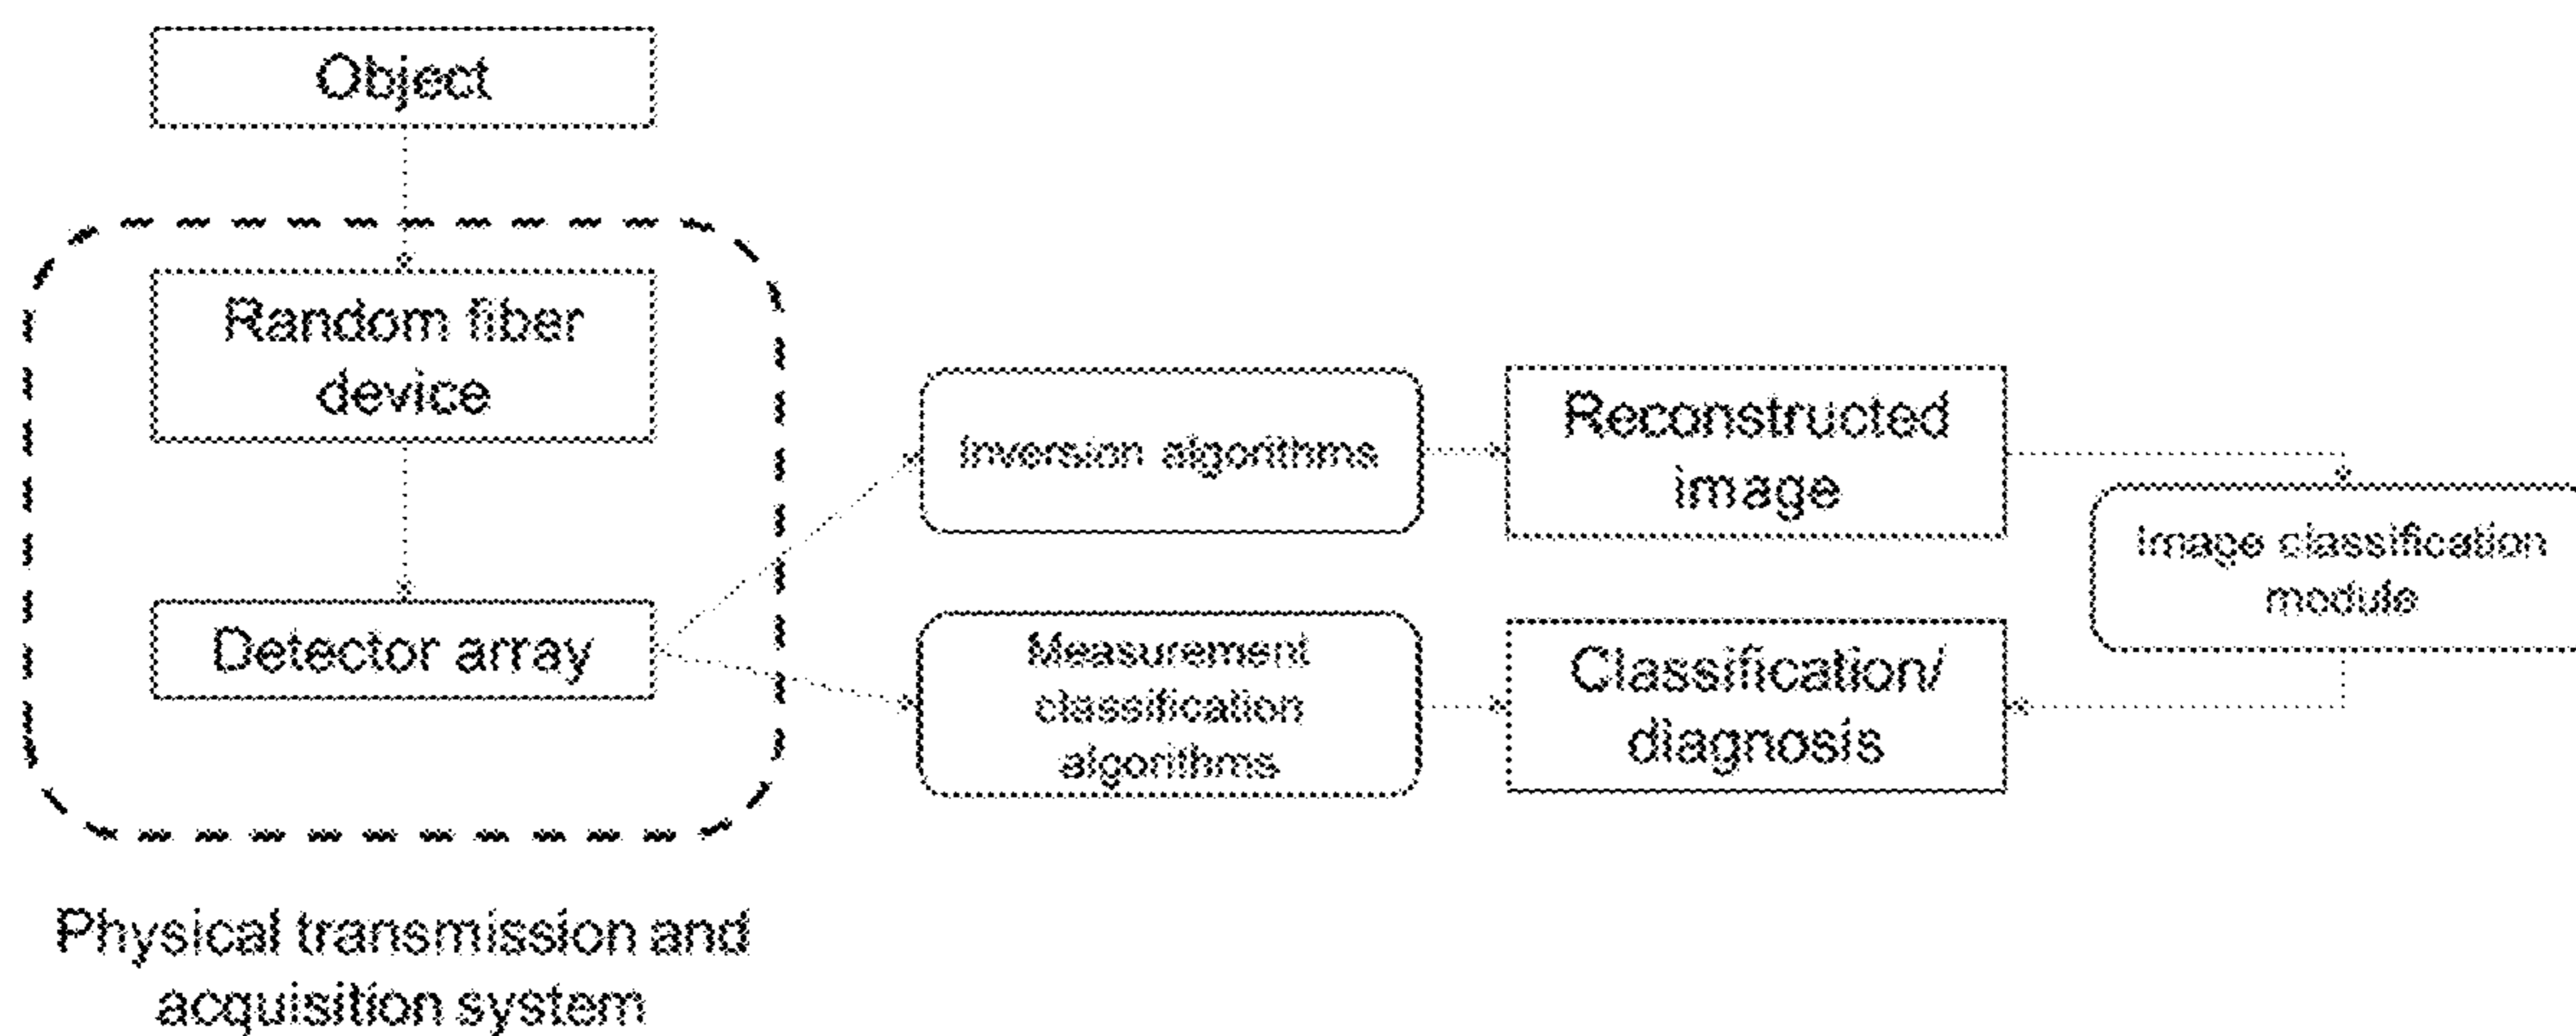 Object
Random fiber
device
Detector array
Physical transmission and
acquisition system
Inversion algorithms
Measurement
classification
algorithms
Reconstructed
image
Classification/
diagnosis
Image classification
module